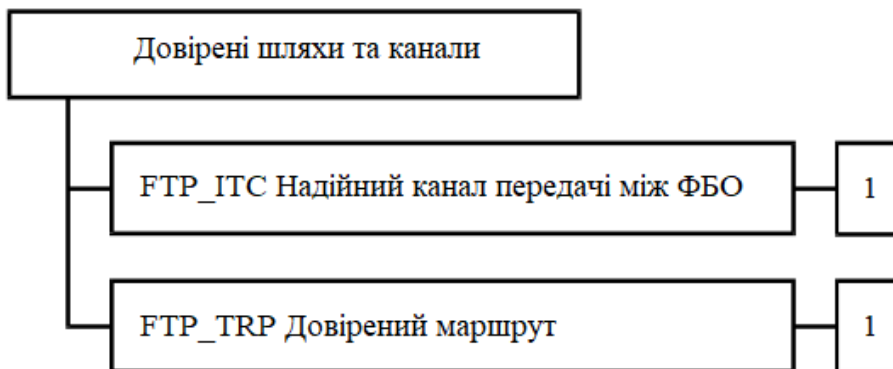 Довірені шляхи та канали
FTP_ITC Надійний канал передачі між ФБО 1
FTP_TRP Довірений маршрут 1